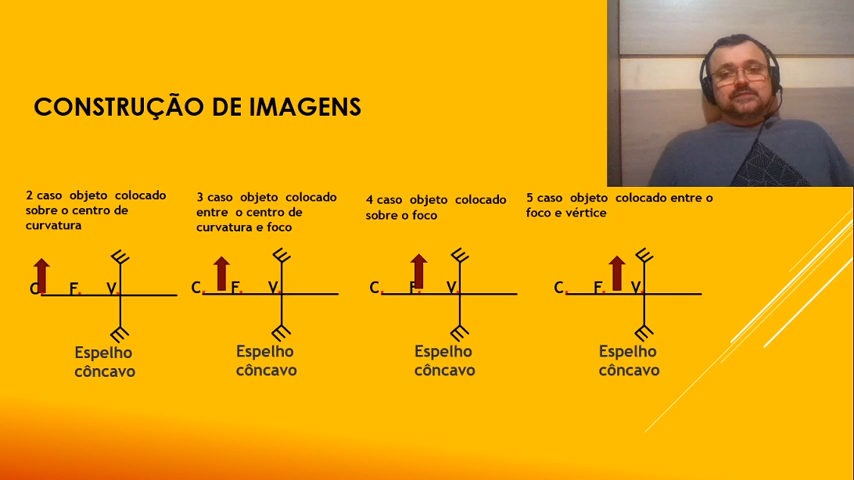 CONSTRUÇÃO DE IMAGENS
2 caso objeto colocado
sobre o centro de
curvatura
3 caso objeto colocado
entre o centro de
curvatura e foco
4 caso objeto colocado
sobre o foco
5 caso objeto colocado entre o
foco e vértice
C. F. V.
C. F. V.
C. F. V.
C. F. V.
Espelho
côncavo
Espelho
côncavo
Espelho
côncavo
Espelho
côncavo